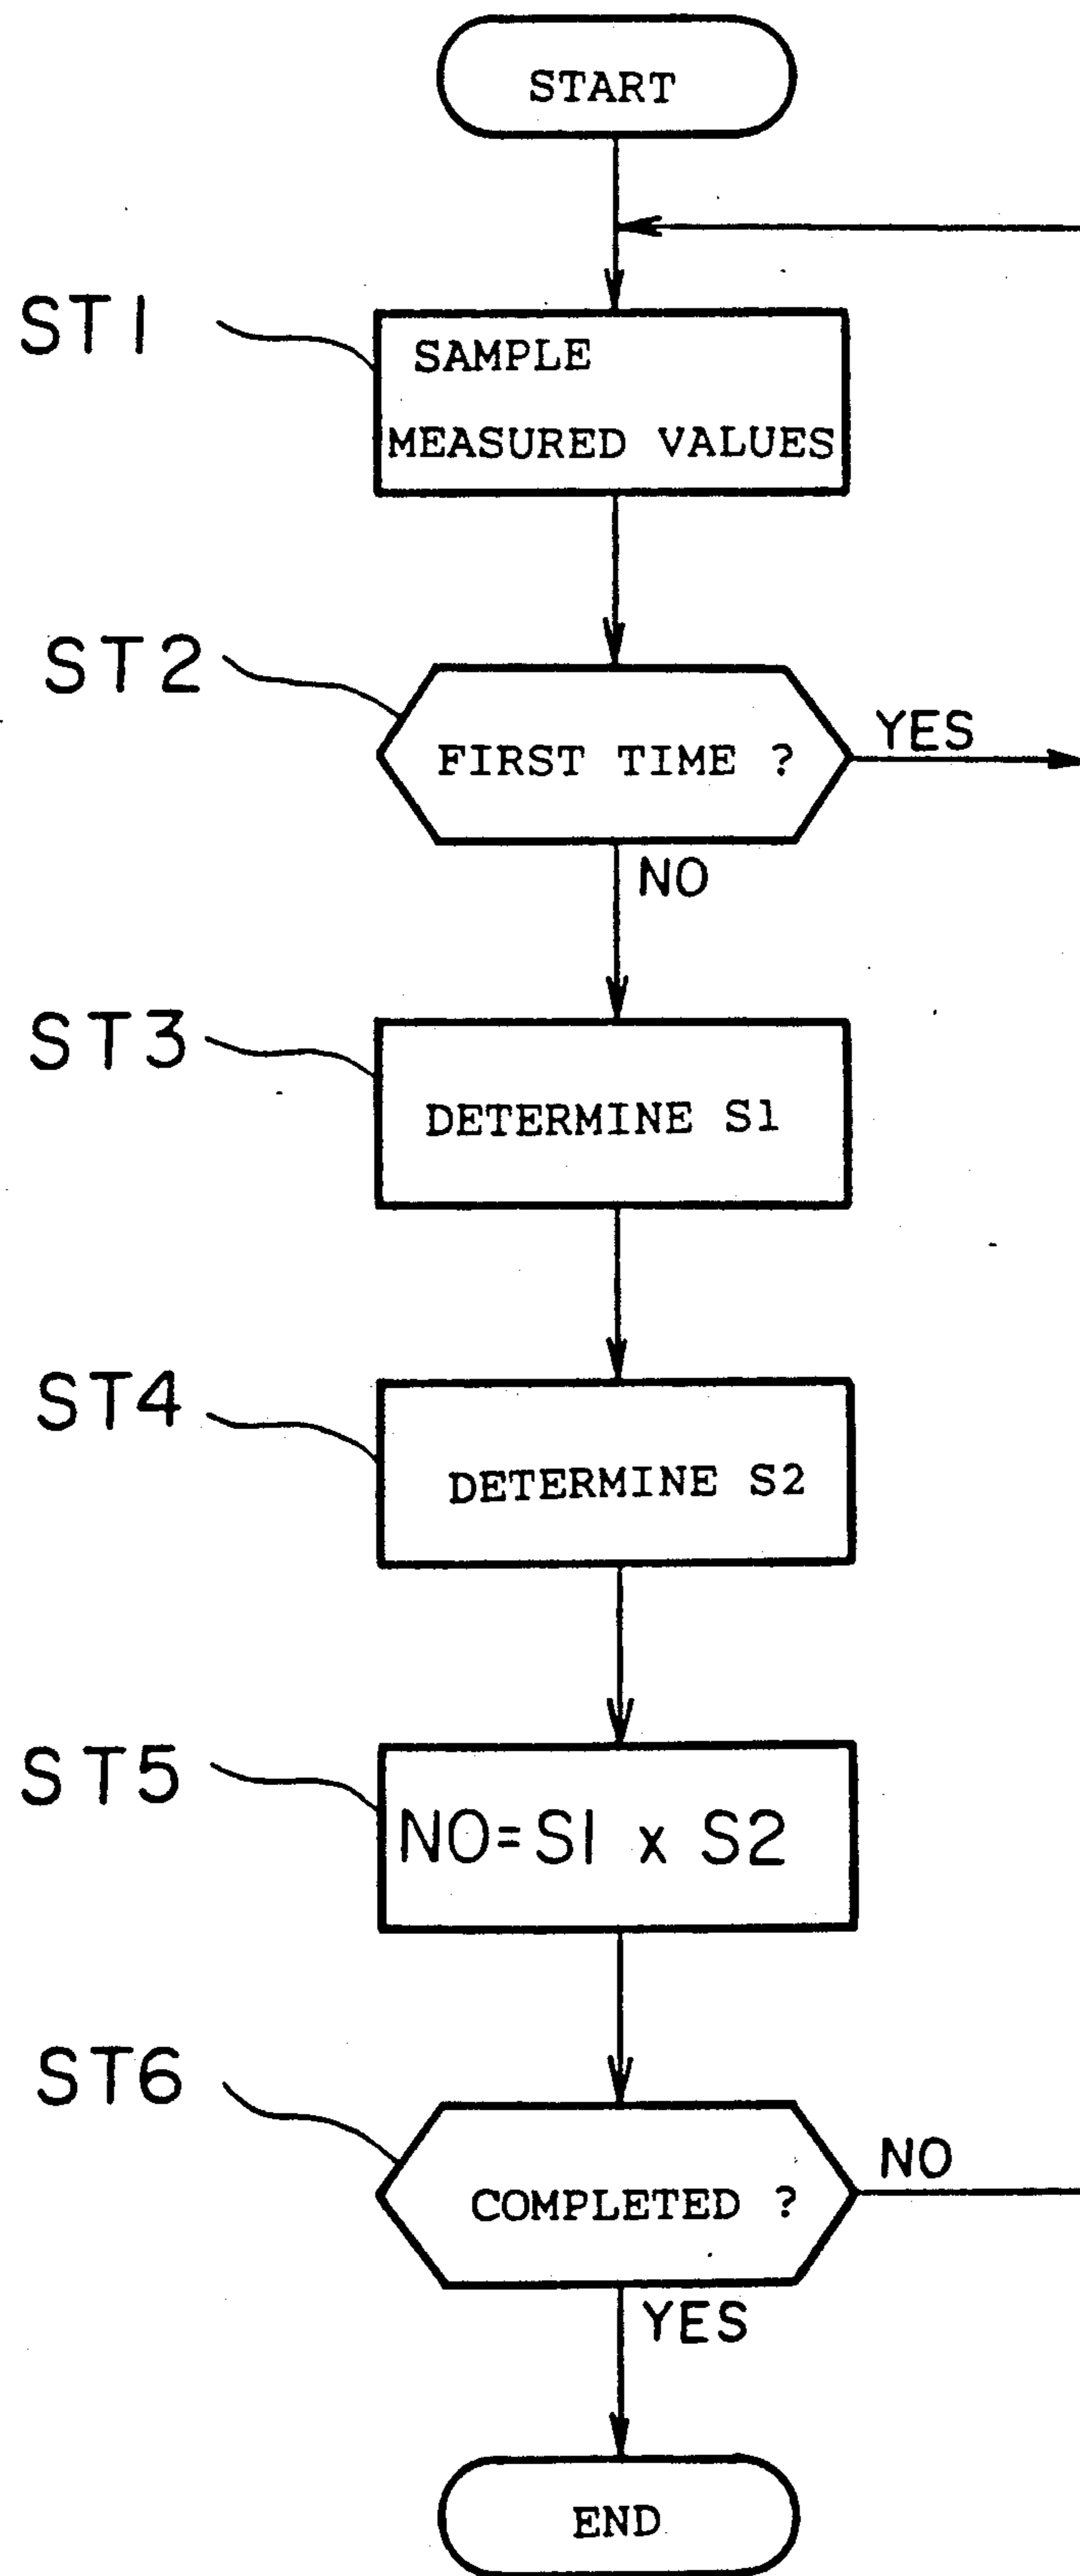 START
ST1
SAMPLE
MEASURED VALUES
ST2
FIRST TIME ?
YES
NO
ST3
DETERMINE S1
ST4
DETERMINE S2
ST5
NO=S1 x S2
ST6
COMPLETED ?
NO
YES
END